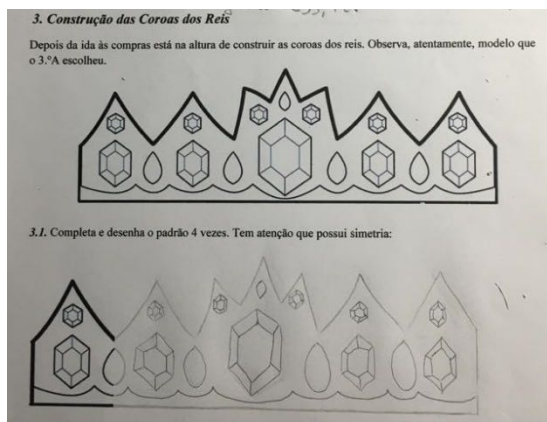 3. Construção das Coroas dos Reis
Depois da ida às compras está na altura de construir as coroas dos reis. Observa, atentamente, modelo que
o 3.ºA escolheu.
3.1. Completa e desenha o padrão 4 vezes. Tem atenção que possui simetria: